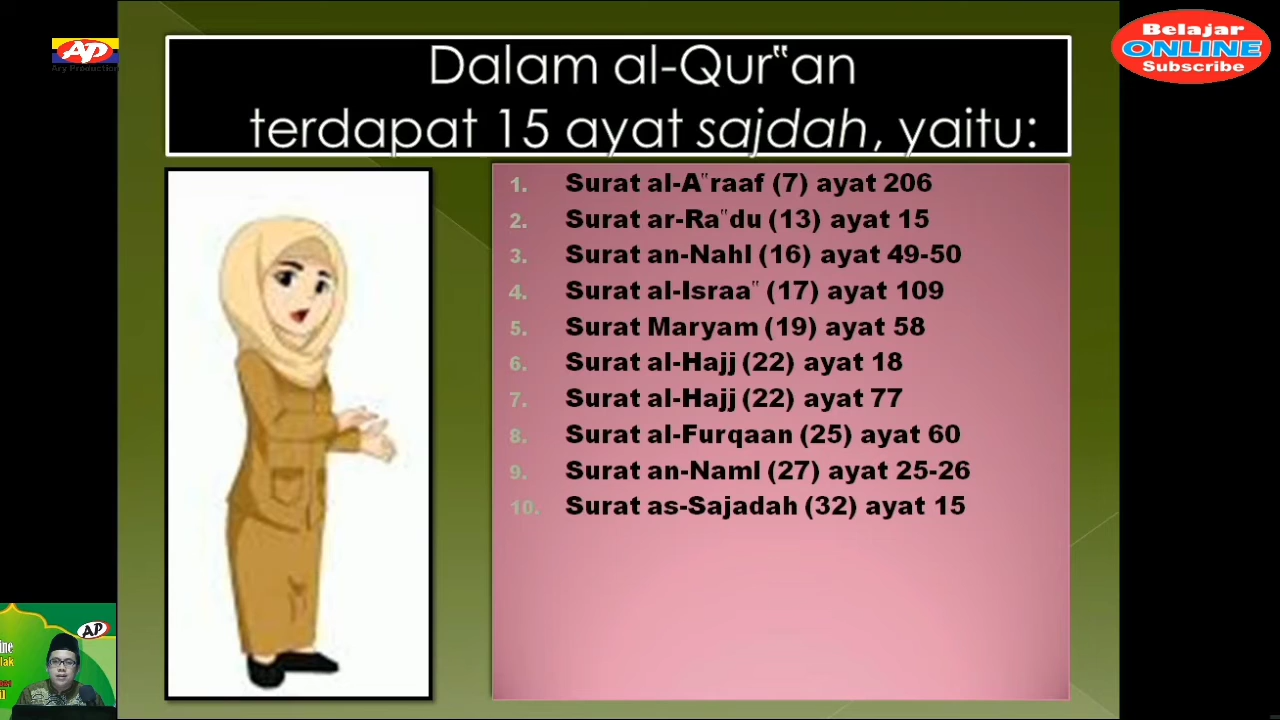 AP
Ary Production
Belajar
ONLINE
Subscribe
Dalam al-Qur‟an
terdapat 15 ayat sajdah, yaitu:
1. Surat al-A‟raaf (7) ayat 206
2. Surat ar-Ra‟du (13) ayat 15
3. Surat an-Nahl (16) ayat 49-50
4. Surat al-Israa‟ (17) ayat 109
5. Surat Maryam (19) ayat 58
6. Surat al-Hajj (22) ayat 18
7. Surat al-Hajj (22) ayat 77
8. Surat al-Furqaan (25) ayat 60
9. Surat an-Naml (27) ayat 25-26
10. Surat as-Sajadah (32) ayat 15
AP